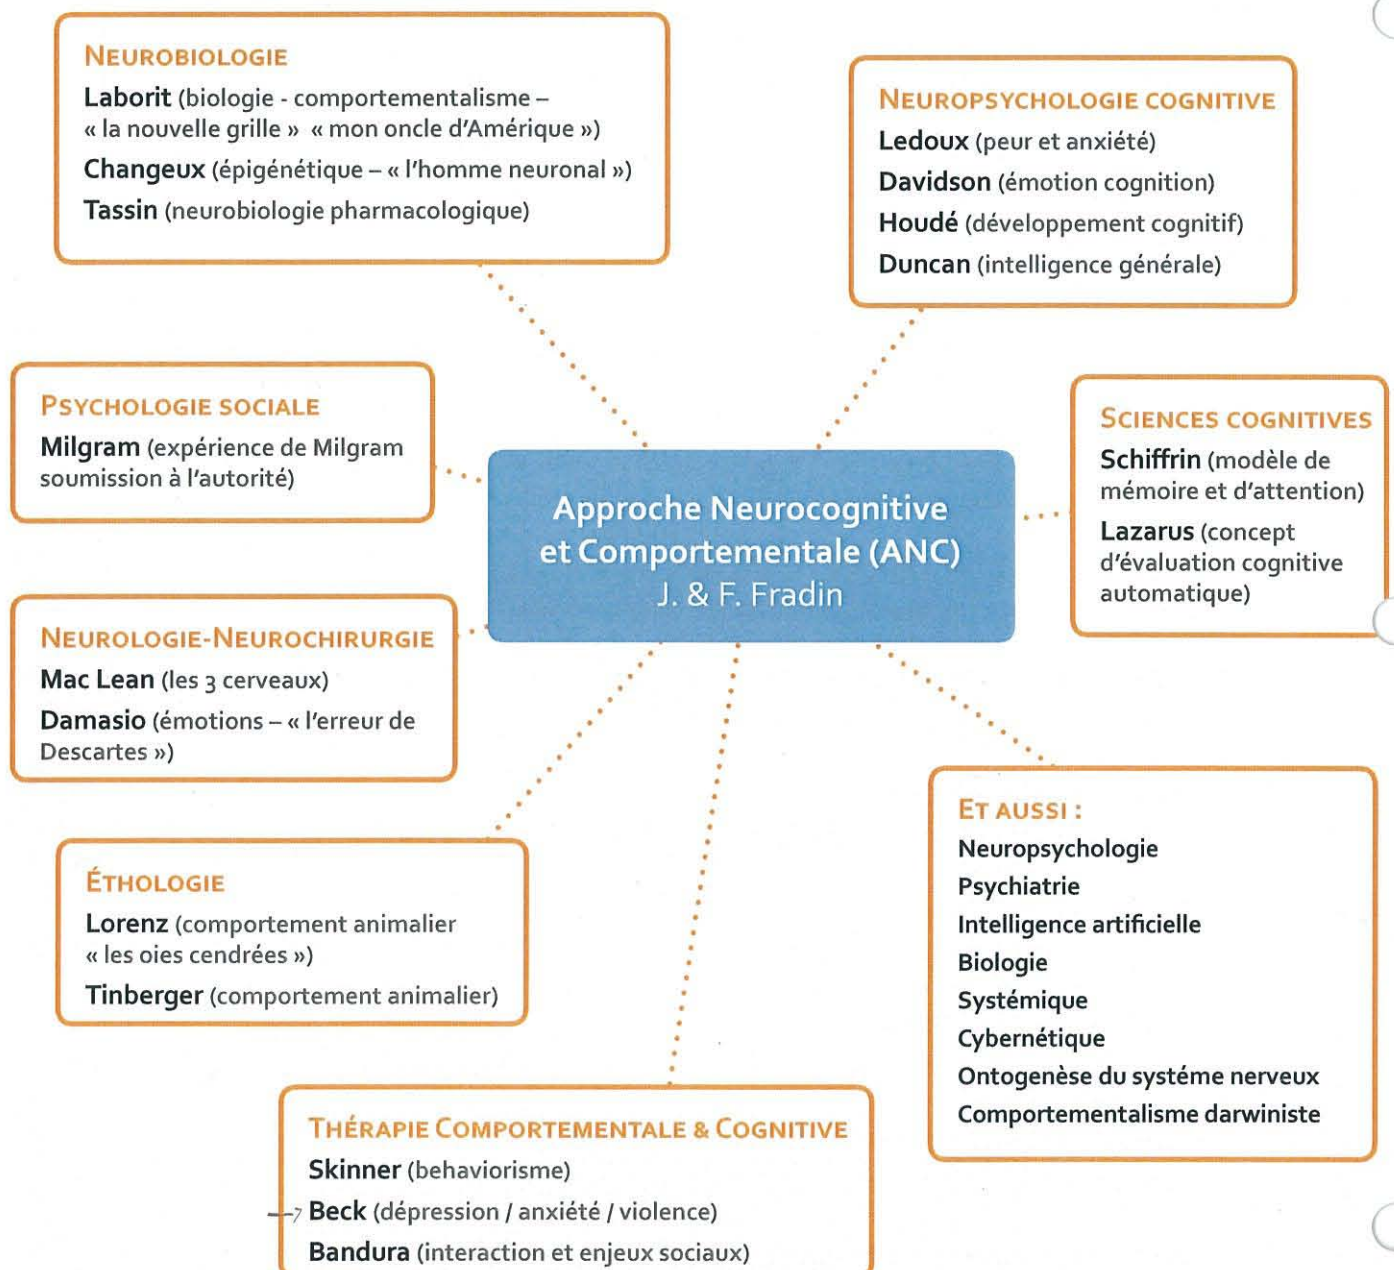 NEUROBIOLOGIE
Laborit (biologie - comportementalisme –
« la nouvelle grille » « mon oncle d'Amérique »)
Changeux (épigénétique – « l'homme neuronal »)
Tassin (neurobiologie pharmacologique)
NEUROPSYCHOLOGIE COGNITIVE
Ledoux (peur et anxiété)
Davidson (émotion cognition)
Houdé (développement cognitif)
Duncan (intelligence générale)
PSYCHOLOGIE SOCIALE
Milgram (expérience de Milgram
soumission à l'autorité)
SCIENCES COGNITIVES
Schiffrin (modèle de
mémoire et d'attention)
Lazarus (concept
d'évaluation cognitive
automatique)
Approche Neurocognitive
et Comportementale (ANC)
J. & F. Fradin
NEUROLOGIE-NEUROCHIRURGIE
Mac Lean (les 3 cerveaux)
Damasio (émotions – « l'erreur de
Descartes »)
ÉTHOLOGIE
Lorenz (comportement animalier
« les oies cendrées »)
Tinberger (comportement animalier)
ET AUSSI :
Neuropsychologie
Psychiatrie
Intelligence artificielle
Biologie
Systémique
Cybernétique
Ontogenèse du systéme nerveux
Comportementalisme darwiniste
THÉRAPIE COMPORTEMENTALE & COGNITIVE
Skinner (behaviorisme)
Beck (dépression / anxiété / violence)
Bandura (interaction et enjeux sociaux)